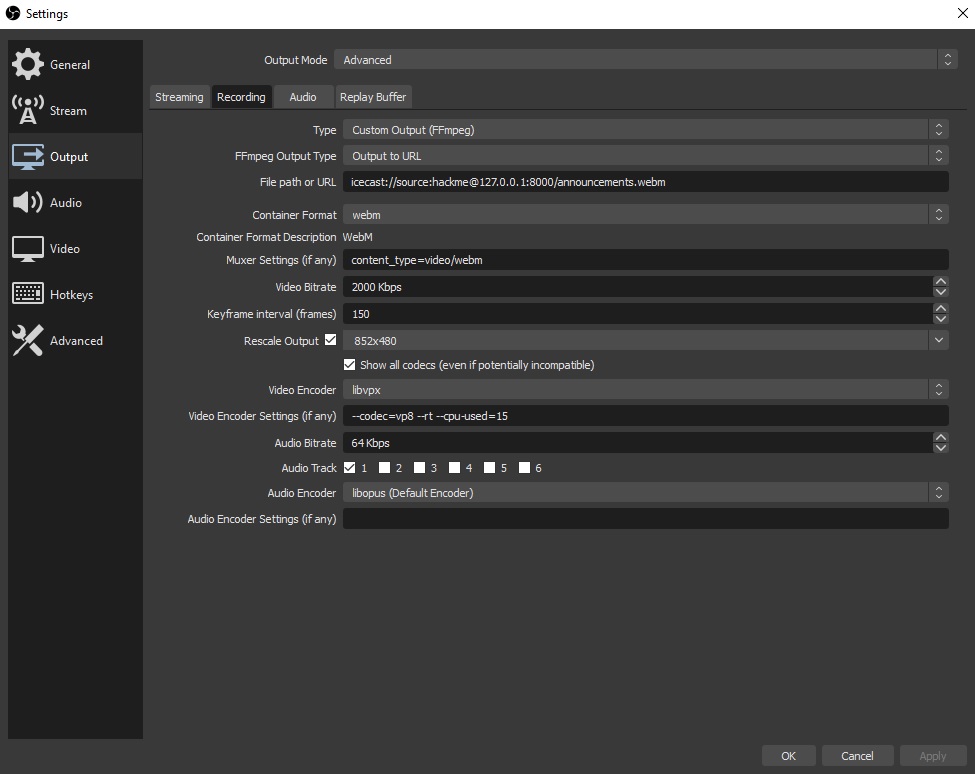 Settings
General
Stream
Output
Audio
Video
Hotkeys
Advanced
Output Mode Advanced
Streaming Recording Audio Replay Buffer
Type Custom Output (FFmpeg)
FFmpeg Output Type Output to URL
File path or URL icecast://source:hackme@127.0.0.1:8000/announcements.webm
Container Format webm
Container Format Description WebM
Muxer Settings (if any) content_type=video/webm
Video Bitrate 2000 Kbps
Keyframe interval (frames) 150
Rescale Output 852x480
Show all codecs (even if potentially incompatible)
Video Encoder libvpx
Video Encoder Settings (if any) --codec=vp8 --rt --cpu-used=15
Audio Bitrate 64 Kbps
Audio Track 1 2 3 4 5 6
Audio Encoder libopus (Default Encoder)
Audio Encoder Settings (if any)
OK Cancel Apply